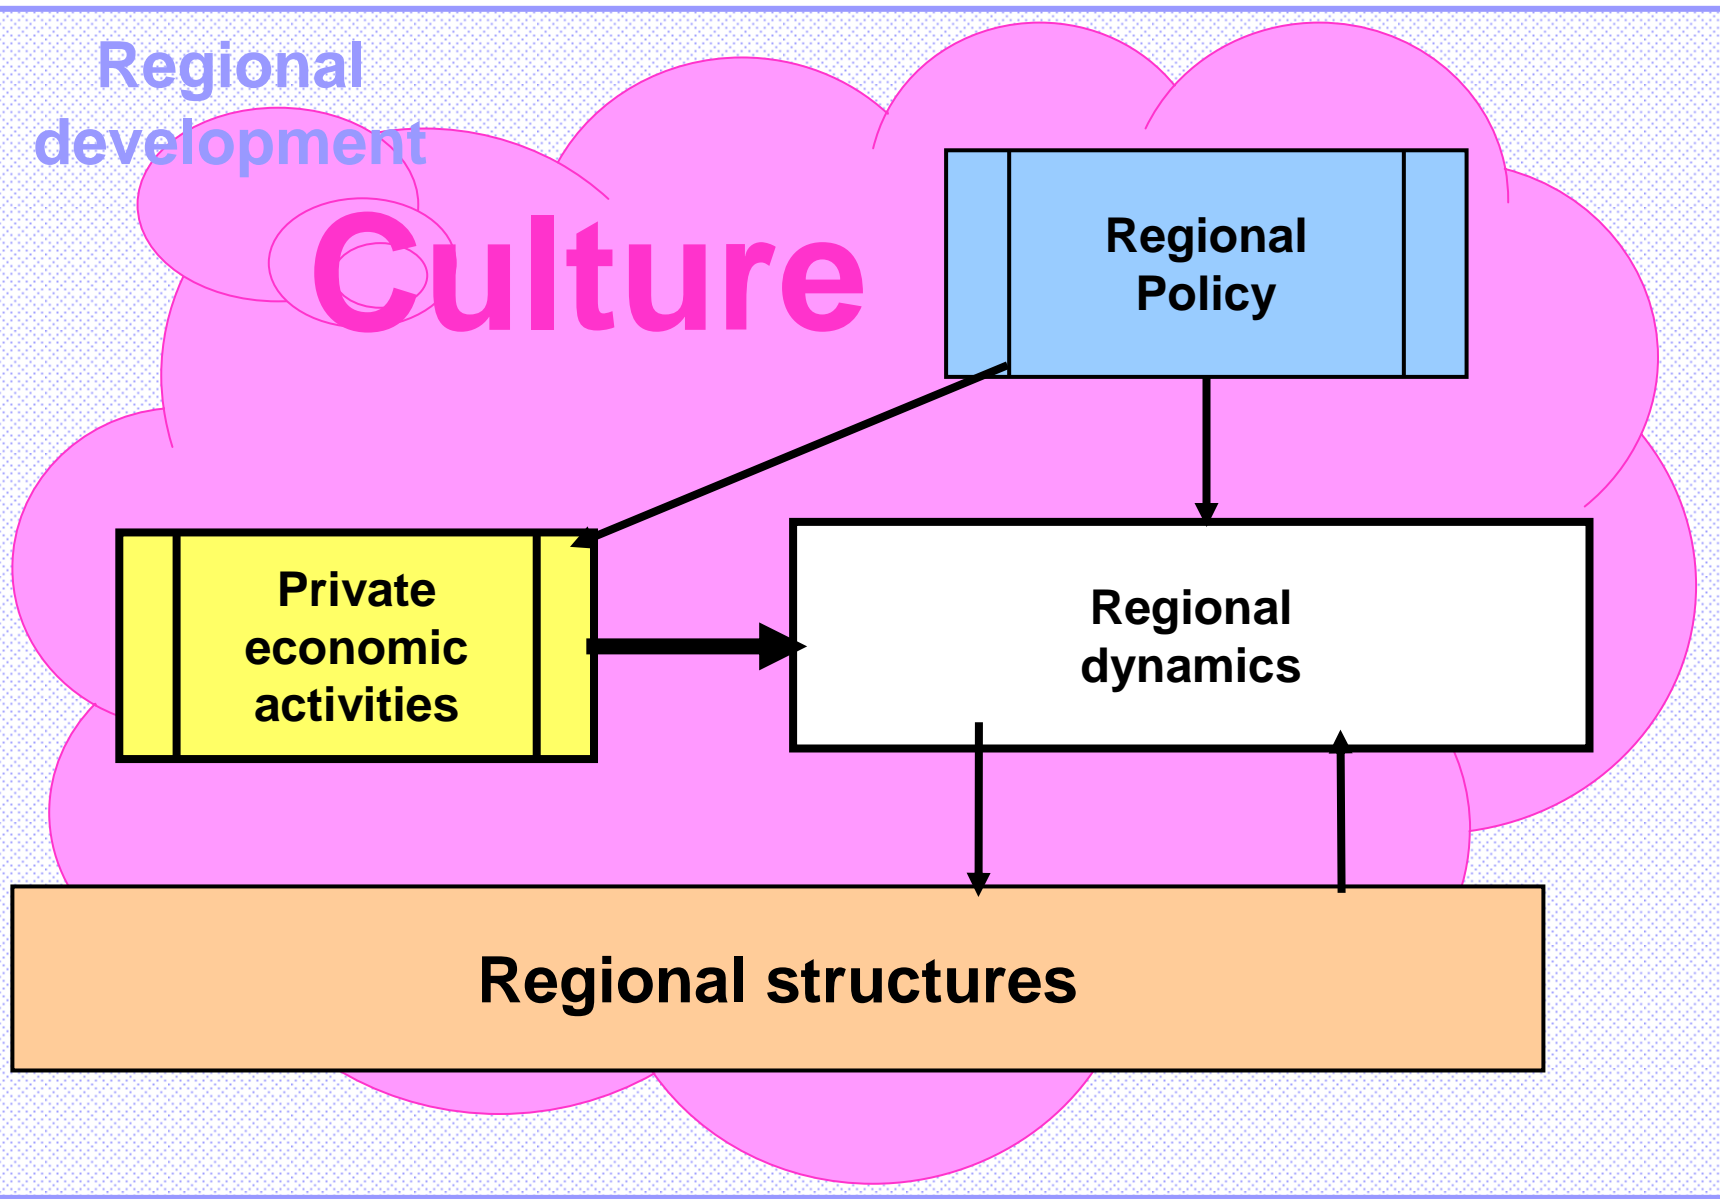 Regional
development
Culture
Regional
Policy
Private
economic
activities
Regional
dynamics
Regional structures